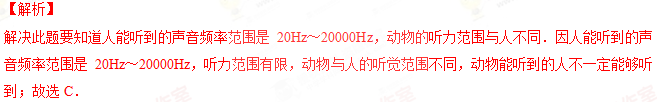 【解析】
解决此题要知道人能听到的声音频率范围是 20Hz～20000Hz，动物的听力范围与人不同．因人能听到的声
音频率范围是 20Hz～20000Hz，听力范围有限，动物与人的听觉范围不同，动物能听到的人不一定能够听
到；故选 C．